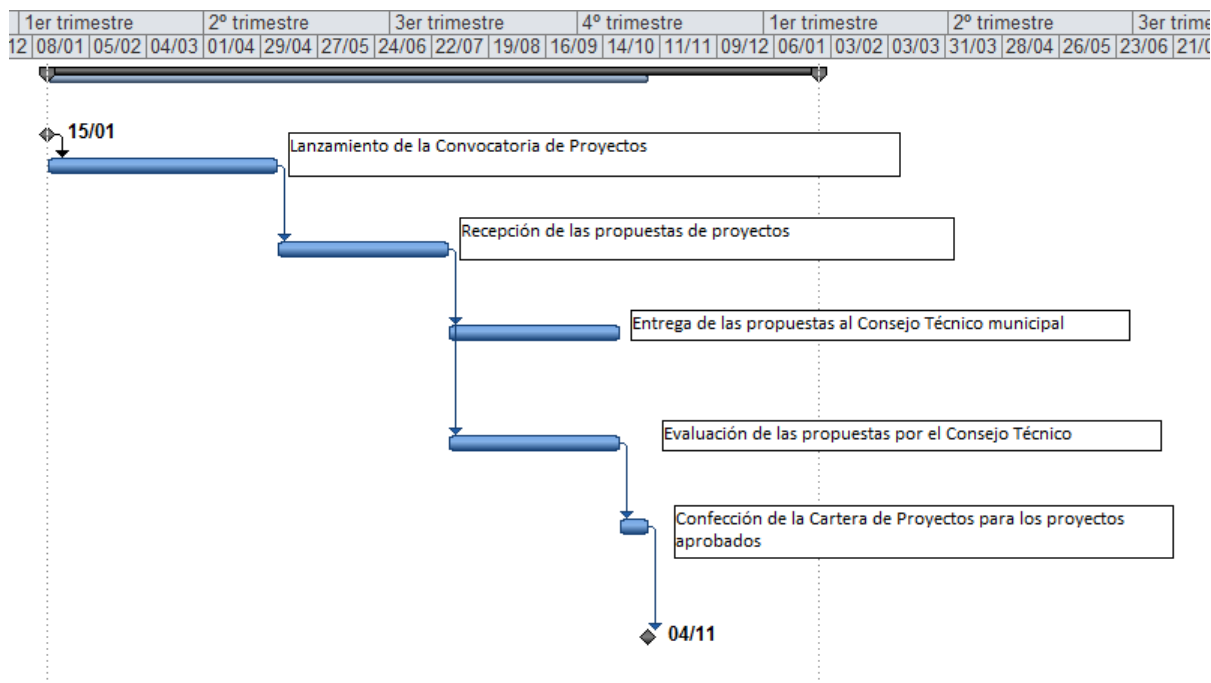 1er trimestre 2º trimestre 3er trimestre 4º trimestre 1er trimestre 2º trimestre 3er trime
12 08/01 05/02 04/03 01/04 29/04 27/05 24/06 22/07 19/08 16/09 14/10 11/11 09/12 06/01 03/02 03/03 31/03 28/04 26/05 23/06 21/0
15/01
Lanzamiento de la Convocatoria de Proyectos
Recepción de las propuestas de proyectos
Entrega de las propuestas al Consejo Técnico municipal
Evaluación de las propuestas por el Consejo Técnico
Confección de la Cartera de Proyectos para los proyectos
aprobados
04/11